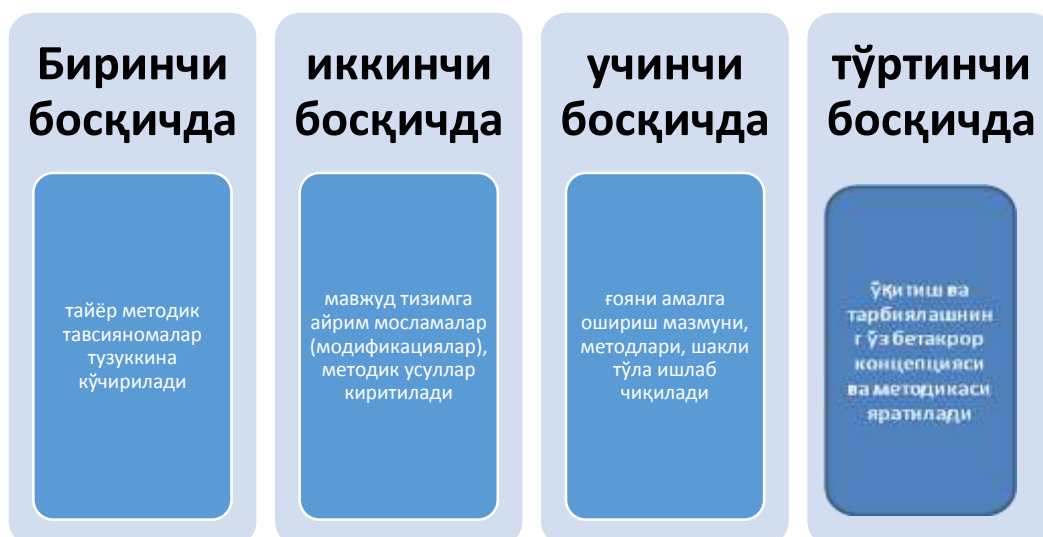 Биринчи
босқичда
тайёр методик
тавсияномалар
тузуккина
кўчирилади
иккинчи
босқичда
мавжуд тизимга
айрим мосламалар
(модификациялар),
методик усуллар
киритилади
учинчи
босқичда
ғояни амалга
ошириш мазмуни,
методлари, шакли
тўла ишлаб
чиқилади
тўртинчи
босқичда
ўқитиш ва
тарбиялашнин
г ўз бетакрор
концепцияси
ва методикаси
яратилади